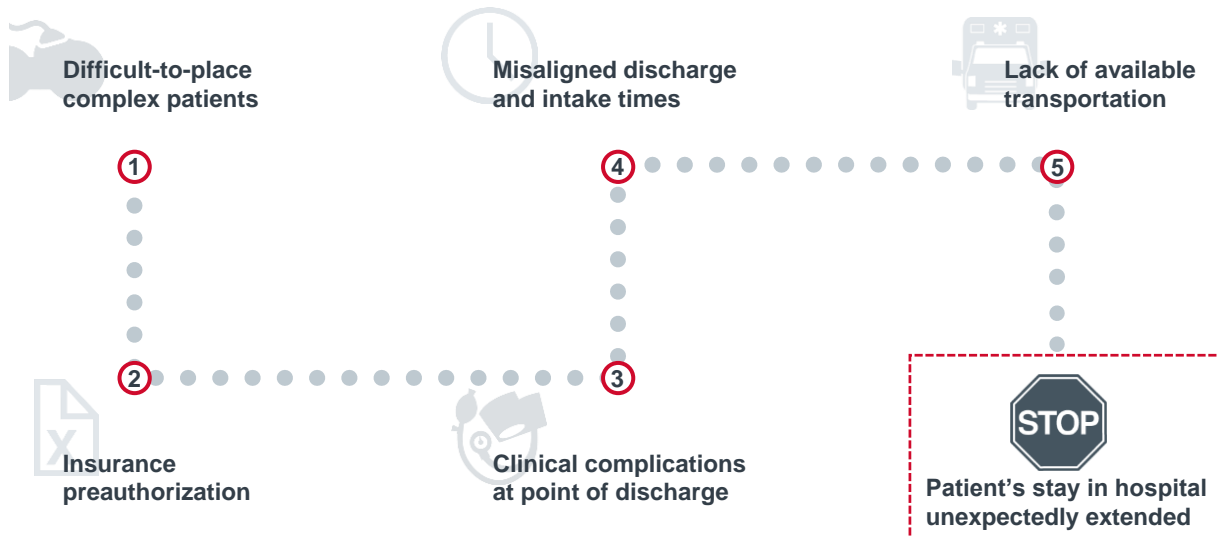 Difficult-to-place
complex patients
1
2
Insurance
preauthorization
X
3
Clinical complications
at point of discharge
Misaligned discharge
and intake times
4
Lack of available
transportation
5
STOP
Patient's stay in hospital
unexpectedly extended